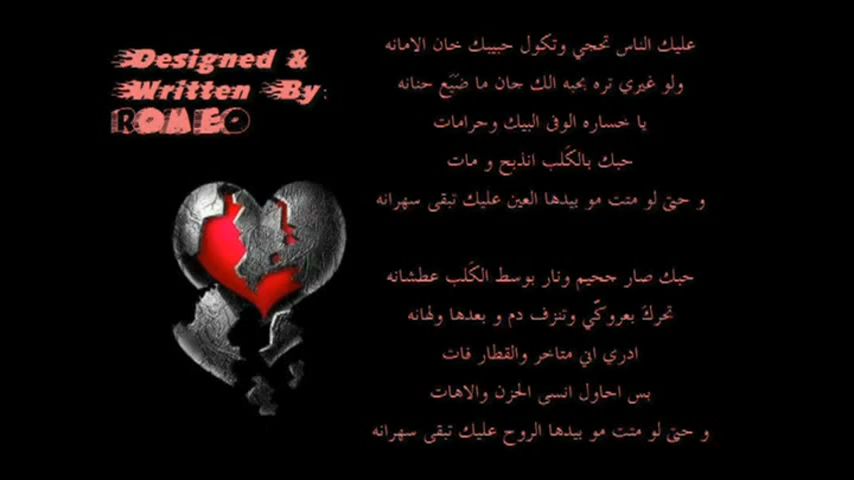 Designed &
Written By:
ROMEO
عليك الناس تحجي وتكول حبيبك خان الامانه
ولو غيري تره بحبه الك جان ما ضَيَع حنانه
يا خساره الوفى البيك وحرامات
حبك بالكَلب انذبح و مات
و حتى لو متت مو بيدها العين عليك تبقى سهرانه
حبك صار جحيم ونار بوسط الكَلب عطشانه
تحرك بعروكَي وتنزف دم و بعدها ولهانه
ادري اني متاخر والقطار فات
بس احاول انسى الحزن والاهات
و حتى لو متت مو بيدها الروح عليك تبقى سهرانه